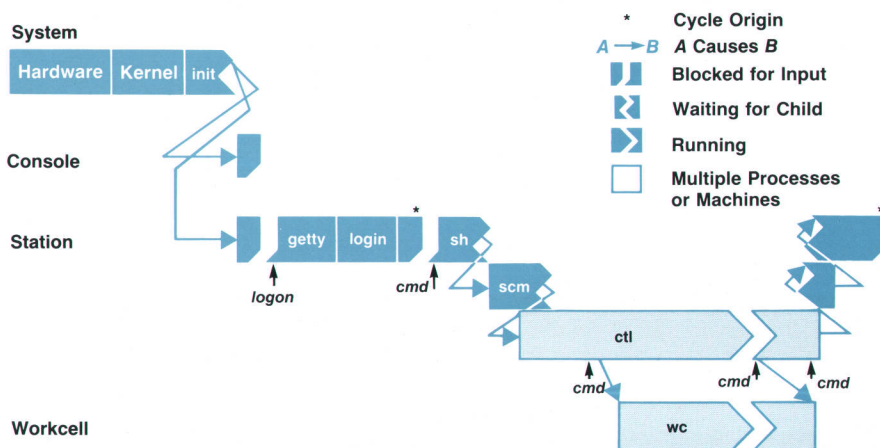 System
Hardware Kernel init
Console
Station
getty login sh
*
logon
cmd
scm
ctl
cmd
cmd
cmd
Workcell
wc
*
* Cycle Origin
A → B A Causes B
Blocked for Input
Waiting for Child
Running
Multiple Processes
or Machines